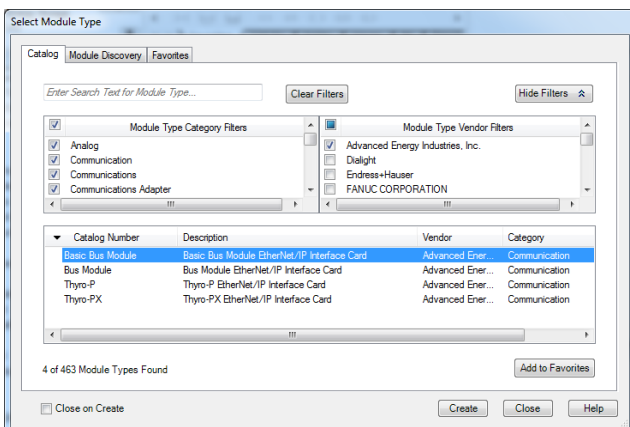 Select Module Type
Catalog Module Discovery Favorites
Enter Search Text for Module Type... Clear Filters Hide Filters
Module Type Category Filters Module Type Vendor Filters
Analog Advanced Energy Industries, Inc.
Communication Dialight
Communications Endress+Hauser
Communications Adapter FANUC CORPORATION
Catalog Number Description Vendor Category
Basic Bus Module Basic Bus Module EtherNet/IP Interface Card Advanced Ener... Communication
Bus Module Bus Module EtherNet/IP Interface Card Advanced Ener... Communication
Thyro-P Thyro-P EtherNet/IP Interface Card Advanced Ener... Communication
Thyro-PX Thyro-PX EtherNet/IP Interface Card Advanced Ener... Communication
4 of 463 Module Types Found Add to Favorites
Close on Create Create Close Help